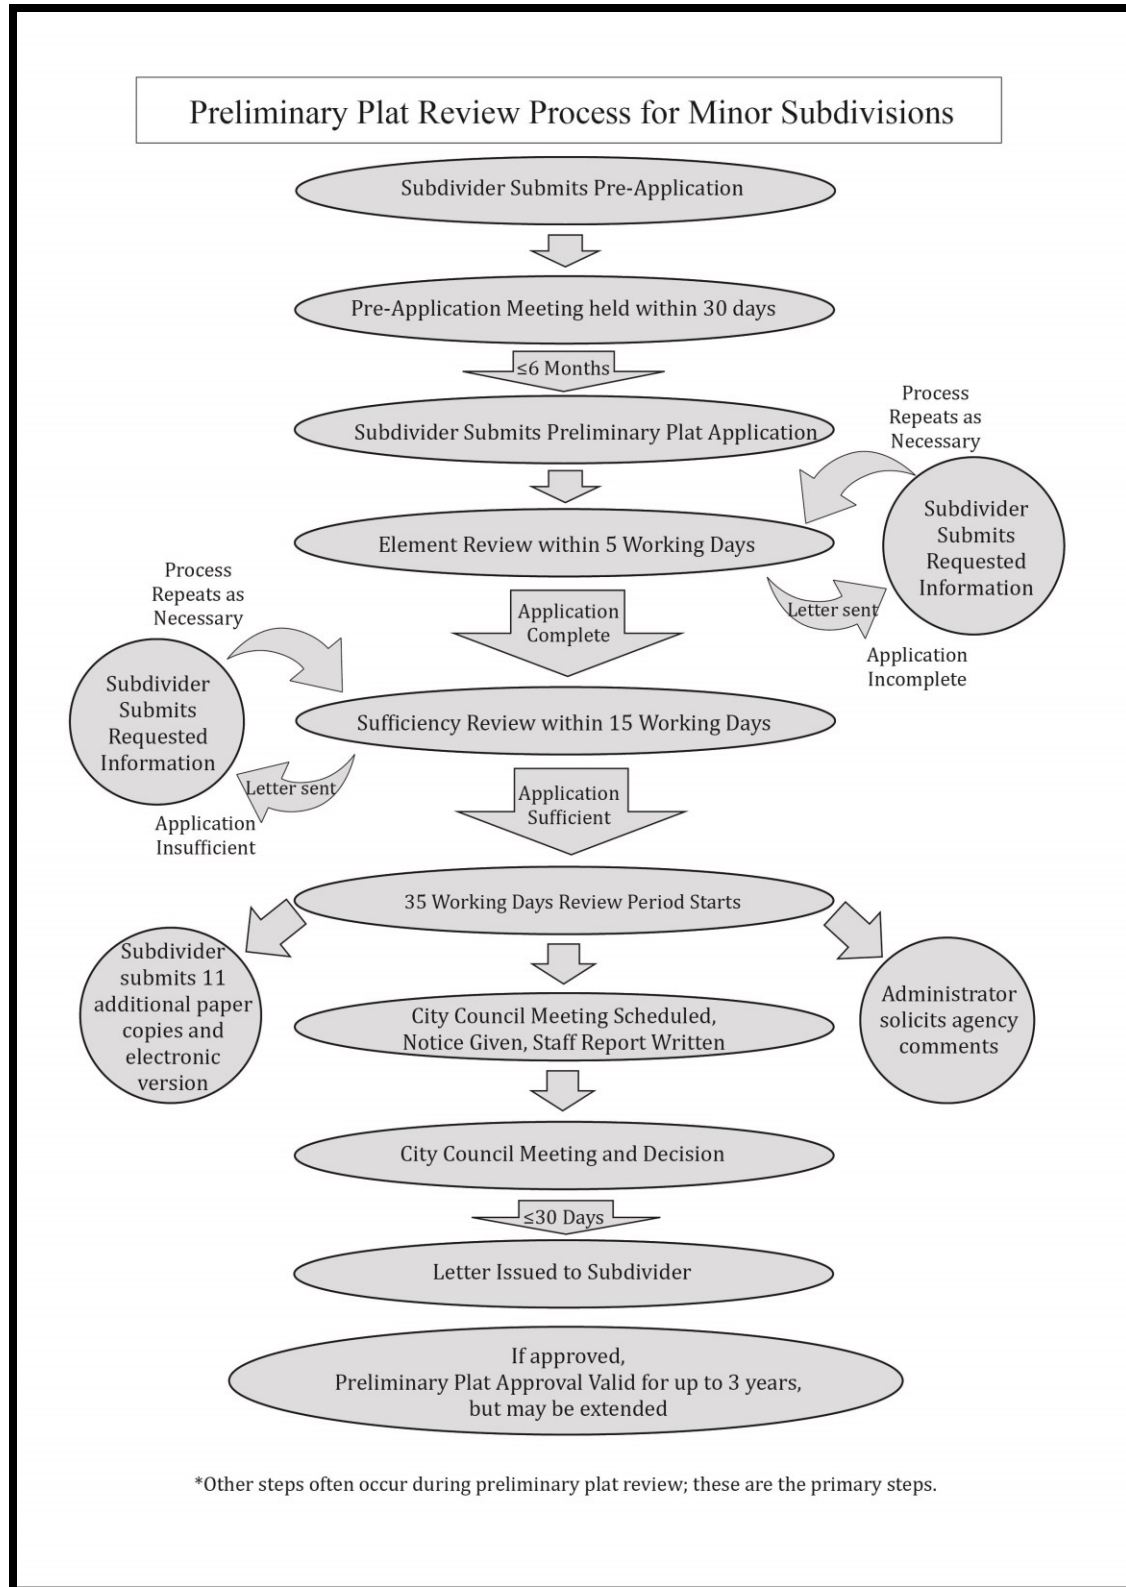 Preliminary Plat Review Process for Minor Subdivisions
Subdivider Submits Pre-Application
Pre-Application Meeting held within 30 days
≤6 Months
Subdivider Submits Preliminary Plat Application
Process
Repeats as
Necessary
Subdivider
Submits
Requested
Information
Element Review within 5 Working Days
Letter sent
Application
Incomplete
Application
Complete
Process
Repeats as
Necessary
Subdivider
Submits
Requested
Information
Sufficiency Review within 15 Working Days
Letter sent
Application
Insufficient
Application
Sufficient
35 Working Days Review Period Starts
Subdivider
submits 11
additional paper
copies and
electronic
version
City Council Meeting Scheduled,
Notice Given, Staff Report Written
Administrator
solicits agency
comments
City Council Meeting and Decision
≤30 Days
Letter Issued to Subdivider
If approved,
Preliminary Plat Approval Valid for up to 3 years,
but may be extended
*Other steps often occur during preliminary plat review; these are the primary steps.